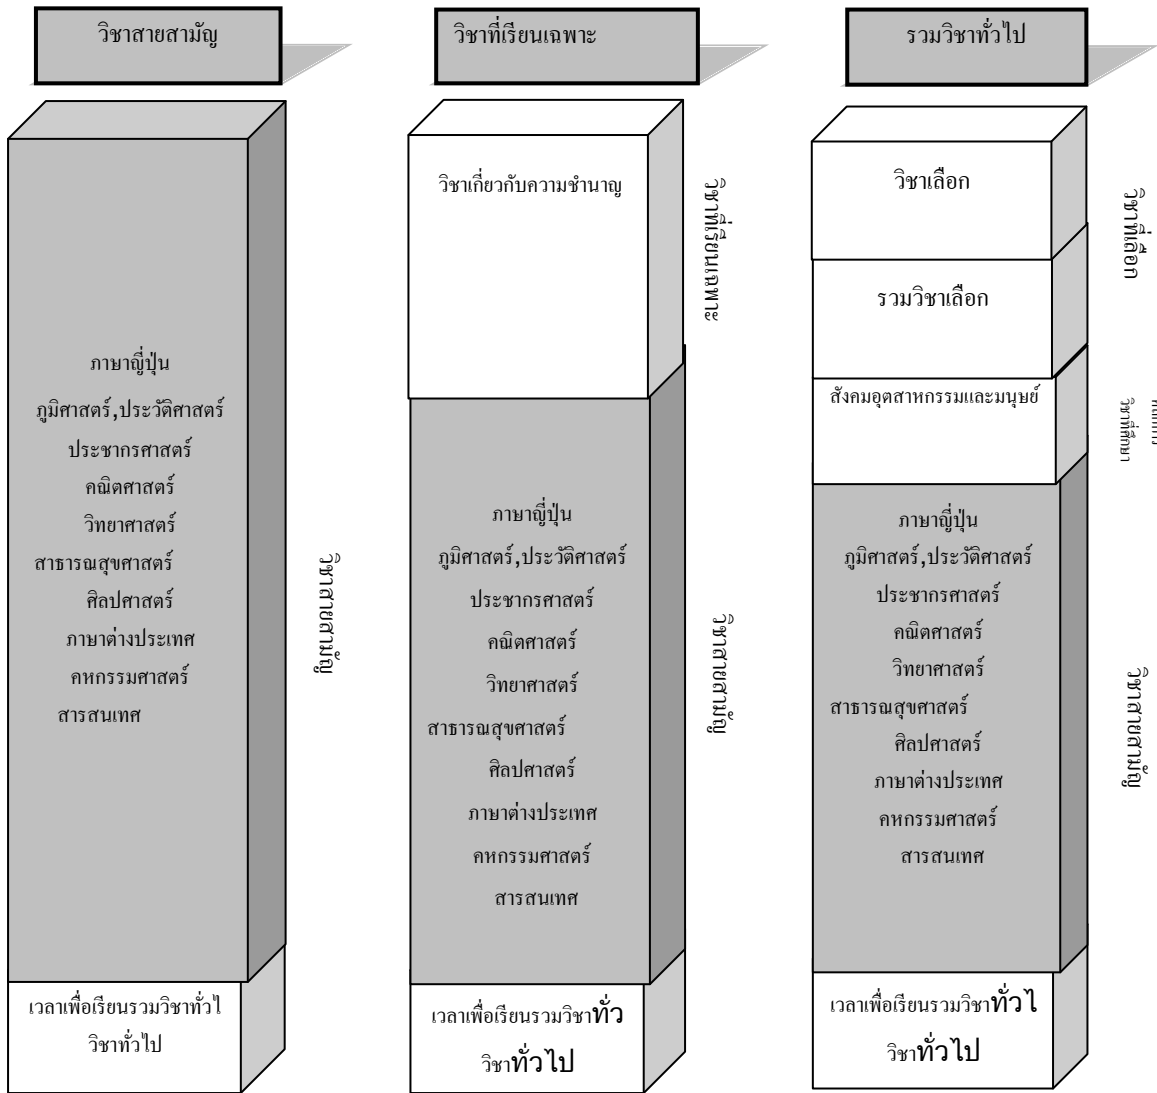 วิชาสายสามัญ
ภาษาญี่ปุ่น
ภูมิศาสตร์,ประวัติศาสตร์
ประชากรศาสตร์
คณิตศาสตร์
วิทยาศาสตร์
สาธารณสุขศาสตร์
ศิลปศาสตร์
ภาษาต่างประเทศ
คหกรรมศาสตร์
สารสนเทศ
วิชาสายสามัญ
เวลาเพื่อเรียนรวมวิชาทั่วไ
วิชาทั่วไป
วิชาที่เรียนเฉพาะ
วิชาเกี่ยวกับความชำนาญ
วิชาที่เรียนเฉพาะ
ภาษาญี่ปุ่น
ภูมิศาสตร์,ประวัติศาสตร์
ประชากรศาสตร์
คณิตศาสตร์
วิทยาศาสตร์
สาธารณสุขศาสตร์
ศิลปศาสตร์
ภาษาต่างประเทศ
คหกรรมศาสตร์
สารสนเทศ
วิชาสายสามัญ
เวลาเพื่อเรียนรวมวิชาทั่ว
วิชาทั่วไป
รวมวิชาทั่วไป
วิชาเลือก
รวมวิชาเลือก
วิชาที่เลือก
สังคมอุตสาหกรรมและมนุษย์
วิชาที่ศึกษา
ภาษาญี่ปุ่น
ภูมิศาสตร์,ประวัติศาสตร์
ประชากรศาสตร์
คณิตศาสตร์
วิทยาศาสตร์
สาธารณสุขศาสตร์
ศิลปศาสตร์
ภาษาต่างประเทศ
คหกรรมศาสตร์
สารสนเทศ
วิชาสายสามัญ
เวลาเพื่อเรียนรวมวิชาทั่วไ
วิชาทั่วไป